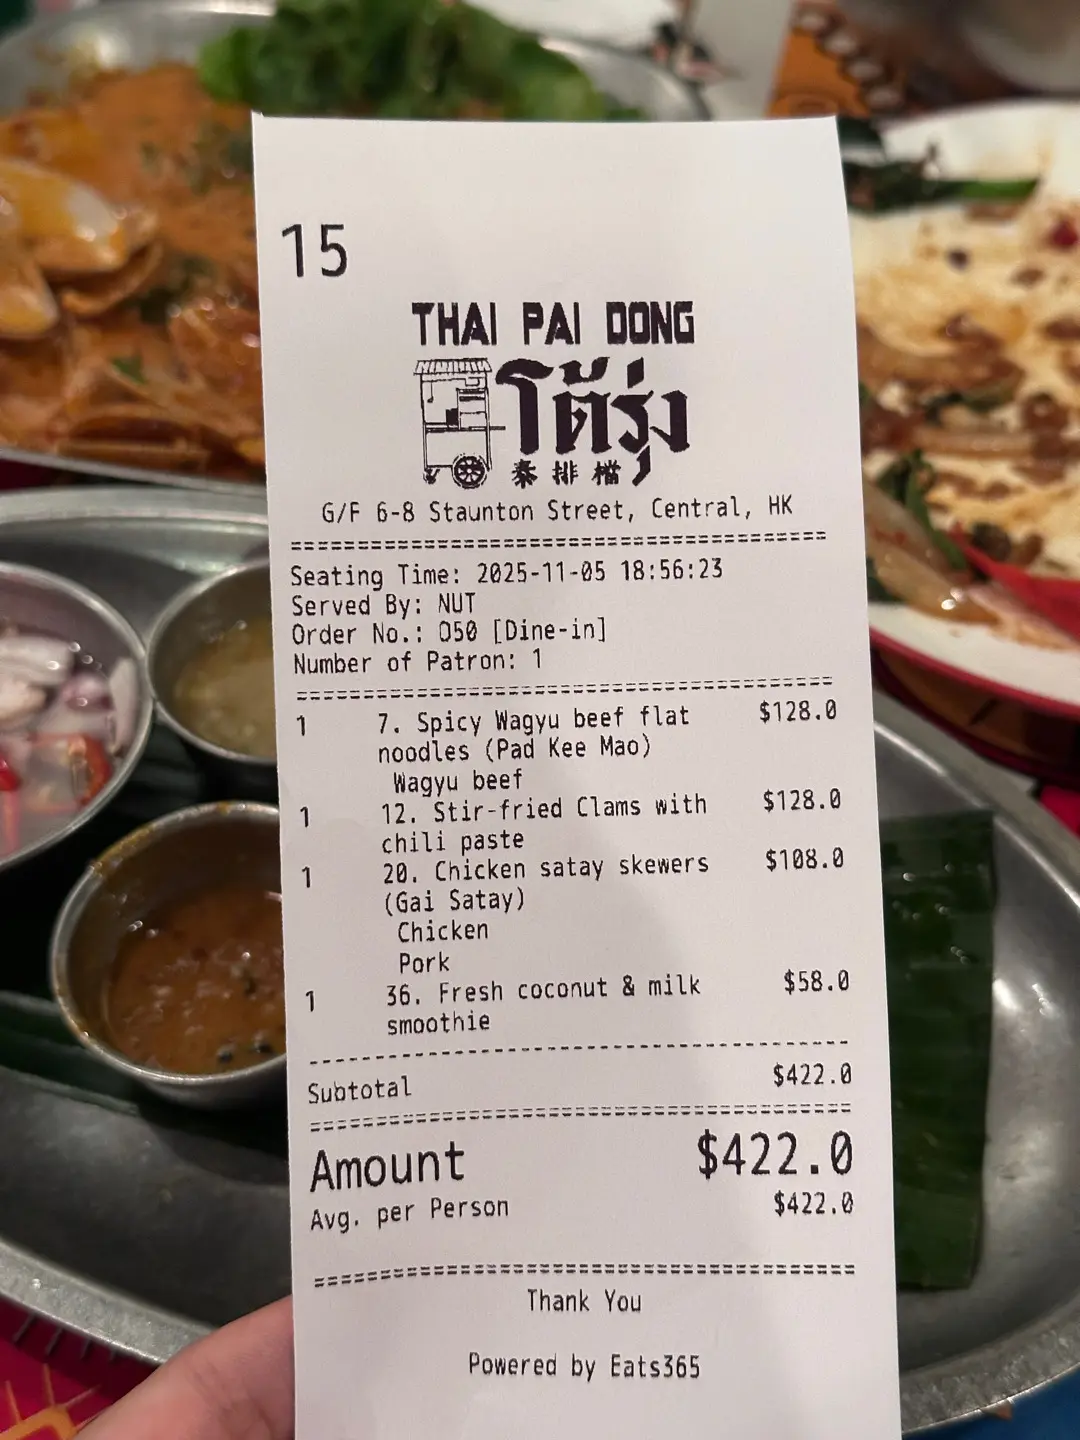 15
THAI PAI DONG
โต้รุ่ง
泰排檔
G/F 6-8 Staunton Street, Central, HK
==========================================
Seating Time: 2025-11-05 18:56:23
Served By: NUT
Order No.: 050 [Dine-in]
Number of Patron: 1
==========================================
1 7. Spicy Wagyu beef flat $128.0
noodles (Pad Kee Mao)
Wagyu beef
1 12. Stir-fried Clams with $128.0
chili paste
1 20. Chicken satay skewers $108.0
(Gai Satay)
Chicken
Pork
1 36. Fresh coconut & milk $58.0
smoothie
------------------------------------------
Subtotal $422.0
==========================================
Amount $422.0
Avg. per Person $422.0
==========================================
Thank You
Powered by Eats365